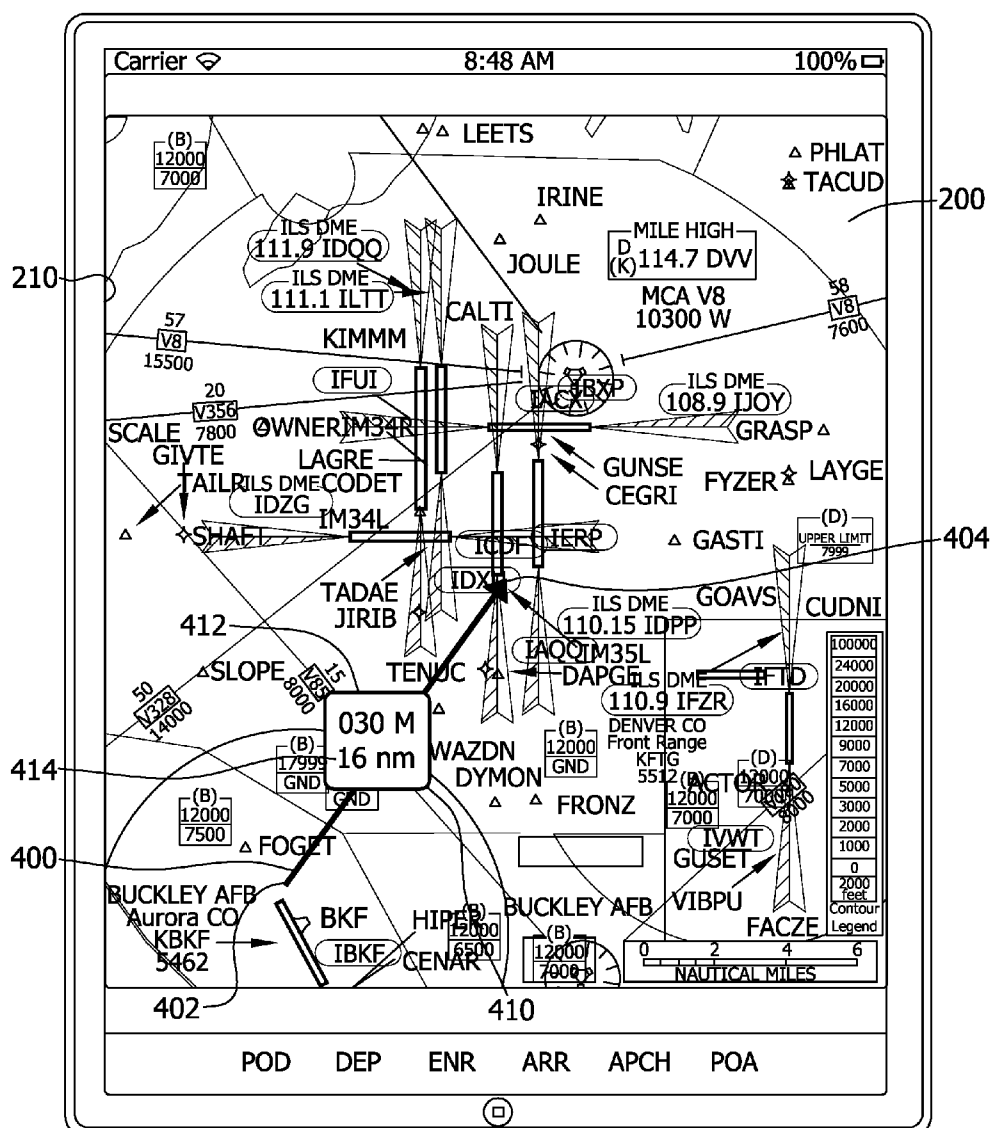 Carrier 8:48 AM 100%
LEETS
(B)
12000
7000
PHLAT
TACUD
200
IRINE
ILS DME
111.9 IDQQ
MILE HIGH
D
(K) 114.7 DVV
JOULE
210
ILS DME
111.1 ILTT
MCA V8
10300 W
58
V8
7600
CALTI
57
V8
15500
KIMMM
IFUI
IACX
IBXP
ILS DME
108.9 IJOY
20
V356
7800
SCALE
OWNER
IM34R
GRASP
GIVTE
LAGRE
GUNSE
CEGRI
FYZER
LAYGE
TAILR
ILS DME
IDZG
CODET
IM34L
SHAFT
ICDF
IERP
GASTI
(D)
UPPER LIMIT
7999
404
TADAE
JIRIB
GOAVS
CUDNI
ILS DME
110.15 IDPP
412
IAQO
IM35L
100000
24000
20000
16000
12000
9000
7000
5000
3000
2000
1000
0
2000
feet
Contour
Legend
SLOPE
15
V85
8000
TENUC
DAPGE
ILS DME
110.9 IFZR
IFTD
50
V328
14000
030 M
16 nm
DENVER CO
Front Range
KFTG
5512
(B)
17999
GND
GND
WAZDN
(B)
12000
GND
414
DYMON
ACTOR
(D)
12000
(B)
12000
7000
8000
(B)
12000
7500
FRONZ
FOGET
400
IVWT
GUSET
BUCKLEY AFB
Aurora CO
KBKF
5462
BKF
IBKF
HIPER
CENAR
(B)
12000
6500
BUCKLEY AFB
VIBPU
FACZE
(B)
12000
7000
0 2 4 6
NAUTICAL MILES
402
410
POD DEP ENR ARR APCH POA